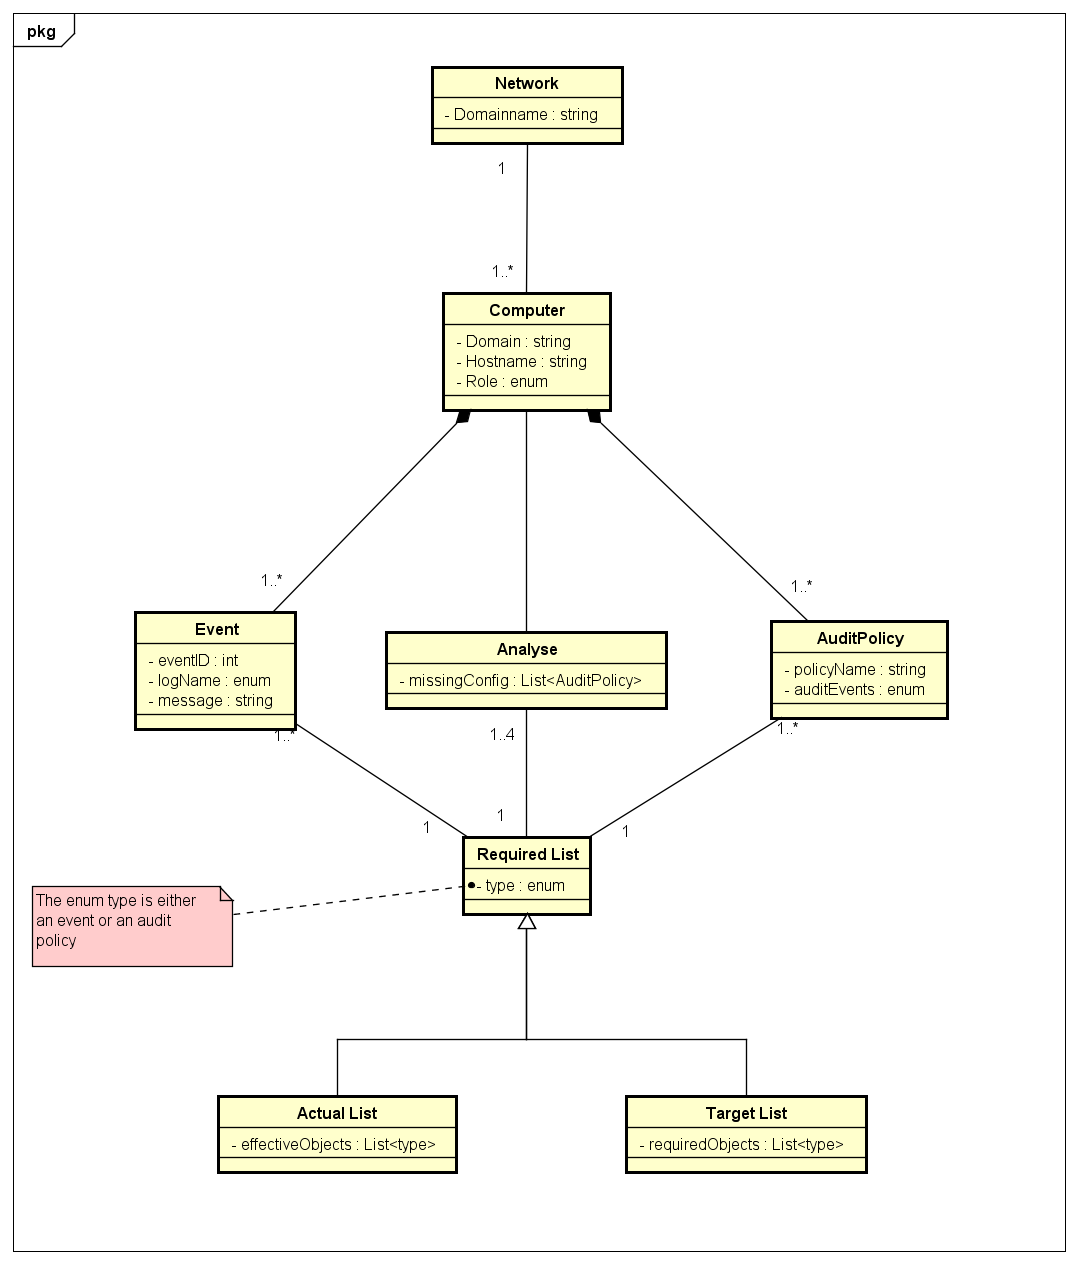 pkg
Network
- Domainname : string
1
1..*
Computer
- Domain : string
- Hostname : string
- Role : enum
1..*
1..*
Event
- eventID : int
- logName : enum
- message : string
Analyse
- missingConfig : List<AuditPolicy>
AuditPolicy
- policyName : string
- auditEvents : enum
1..*
1..4
1..*
1
1
1
Required List
- type : enum
The enum type is either
an event or an audit
policy
Actual List
- effectiveObjects : List<type>
Target List
- requiredObjects : List<type>